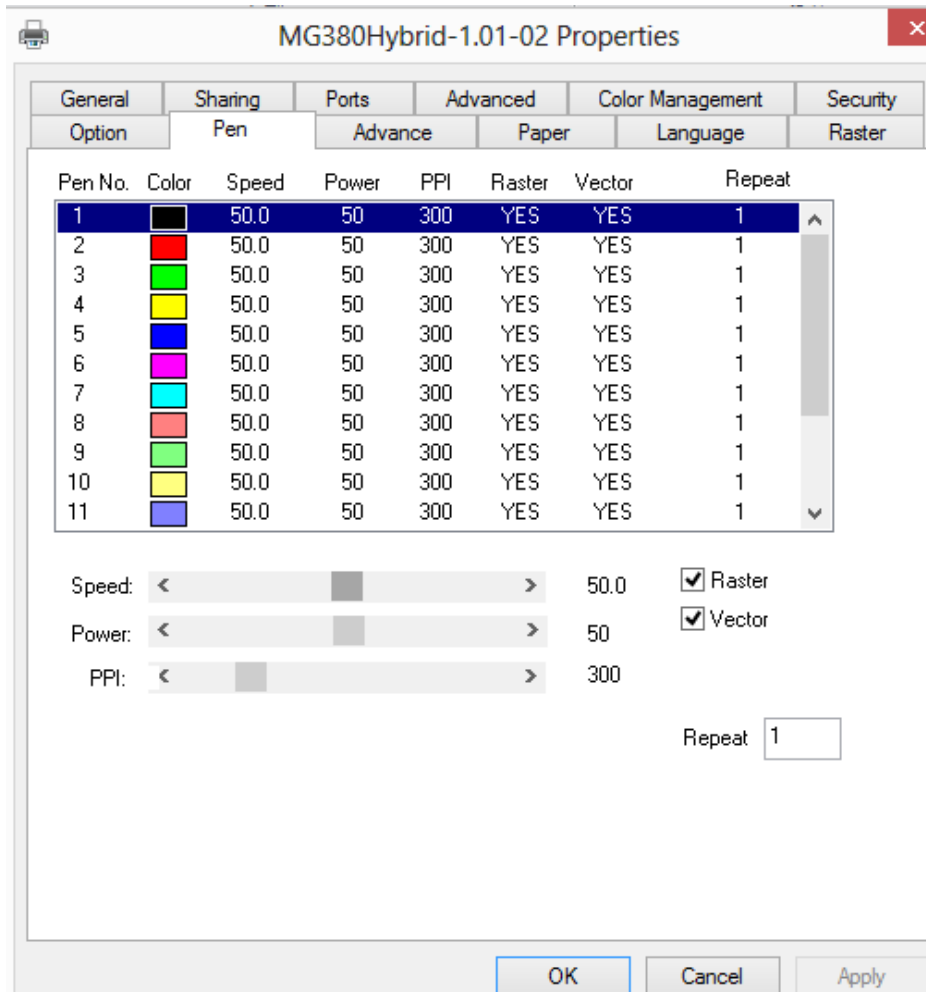 MG380Hybrid-1.01-02 Properties
General Sharing Ports Advanced Color Management Security
Option Pen Advance Paper Language Raster
Pen No. Color Speed Power PPI Raster Vector Repeat
1 50.0 50 300 YES YES 1
2 50.0 50 300 YES YES 1
3 50.0 50 300 YES YES 1
4 50.0 50 300 YES YES 1
5 50.0 50 300 YES YES 1
6 50.0 50 300 YES YES 1
7 50.0 50 300 YES YES 1
8 50.0 50 300 YES YES 1
9 50.0 50 300 YES YES 1
10 50.0 50 300 YES YES 1
11 50.0 50 300 YES YES 1
Speed: 50.0 Raster
Power: 50 Vector
PPI: 300
Repeat 1
OK Cancel Apply